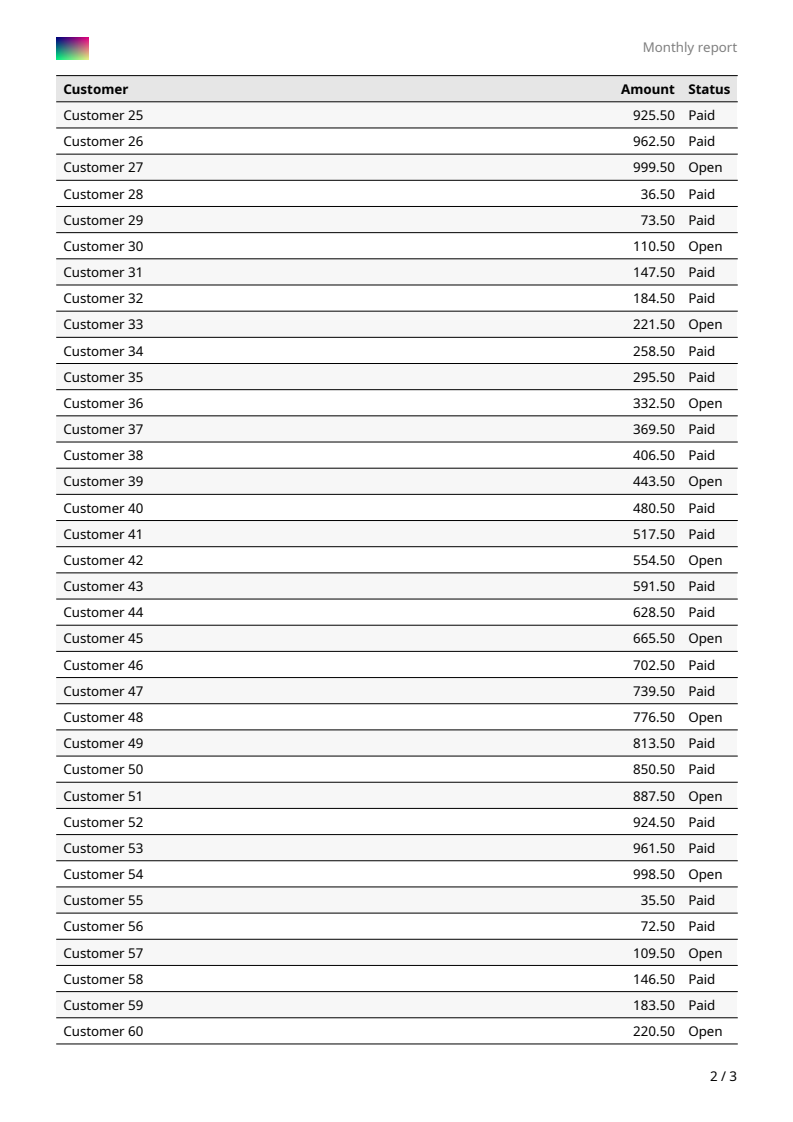 Monthly report
Customer Amount Status
Customer 25 925.50 Paid
Customer 26 962.50 Paid
Customer 27 999.50 Open
Customer 28 36.50 Paid
Customer 29 73.50 Paid
Customer 30 110.50 Open
Customer 31 147.50 Paid
Customer 32 184.50 Paid
Customer 33 221.50 Open
Customer 34 258.50 Paid
Customer 35 295.50 Paid
Customer 36 332.50 Open
Customer 37 369.50 Paid
Customer 38 406.50 Paid
Customer 39 443.50 Open
Customer 40 480.50 Paid
Customer 41 517.50 Paid
Customer 42 554.50 Open
Customer 43 591.50 Paid
Customer 44 628.50 Paid
Customer 45 665.50 Open
Customer 46 702.50 Paid
Customer 47 739.50 Paid
Customer 48 776.50 Open
Customer 49 813.50 Paid
Customer 50 850.50 Paid
Customer 51 887.50 Open
Customer 52 924.50 Paid
Customer 53 961.50 Paid
Customer 54 998.50 Open
Customer 55 35.50 Paid
Customer 56 72.50 Paid
Customer 57 109.50 Open
Customer 58 146.50 Paid
Customer 59 183.50 Paid
Customer 60 220.50 Open
2 / 3